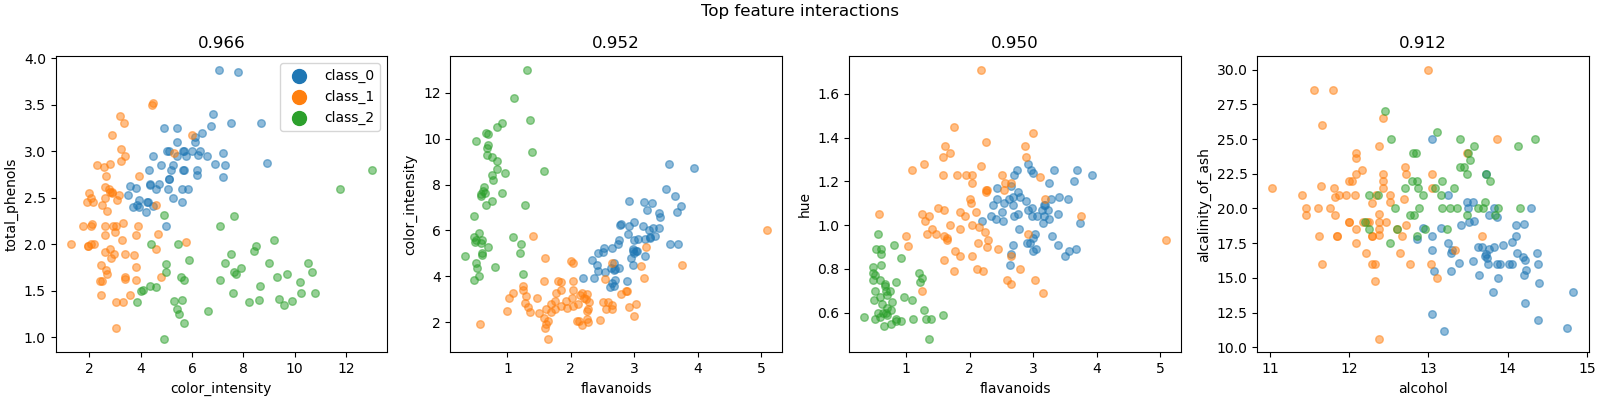 Top feature interactions
0.966
total_phenols
4.0
3.5
3.0
2.5
2.0
1.5
1.0
class_0
class_1
class_2
2 4 6 8 10 12
color_intensity
0.952
color_intensity
12
10
8
6
4
2
1 2 3 4 5
flavanoids
0.950
hue
1.6
1.4
1.2
1.0
0.8
0.6
1 2 3 4 5
flavanoids
0.912
alcalinity_of_ash
30.0
27.5
25.0
22.5
20.0
17.5
15.0
12.5
10.0
11 12 13 14 15
alcohol